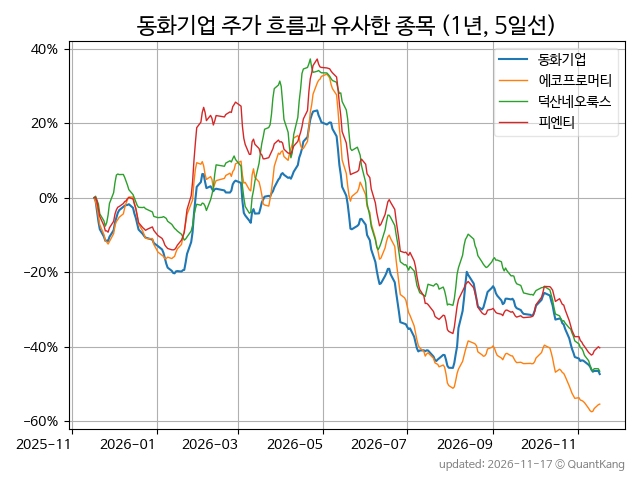 동화기업 주가 흐름과 유사한 종목 (1년, 5일선)
동화기업
에코프로머티
덕산네오룩스
피엔티
40%
20%
0%
−20%
−40%
−60%
2025-11
2026-01
2026-03
2026-05
2026-07
2026-09
2026-11
updated: 2026-11-17 © QuantKang